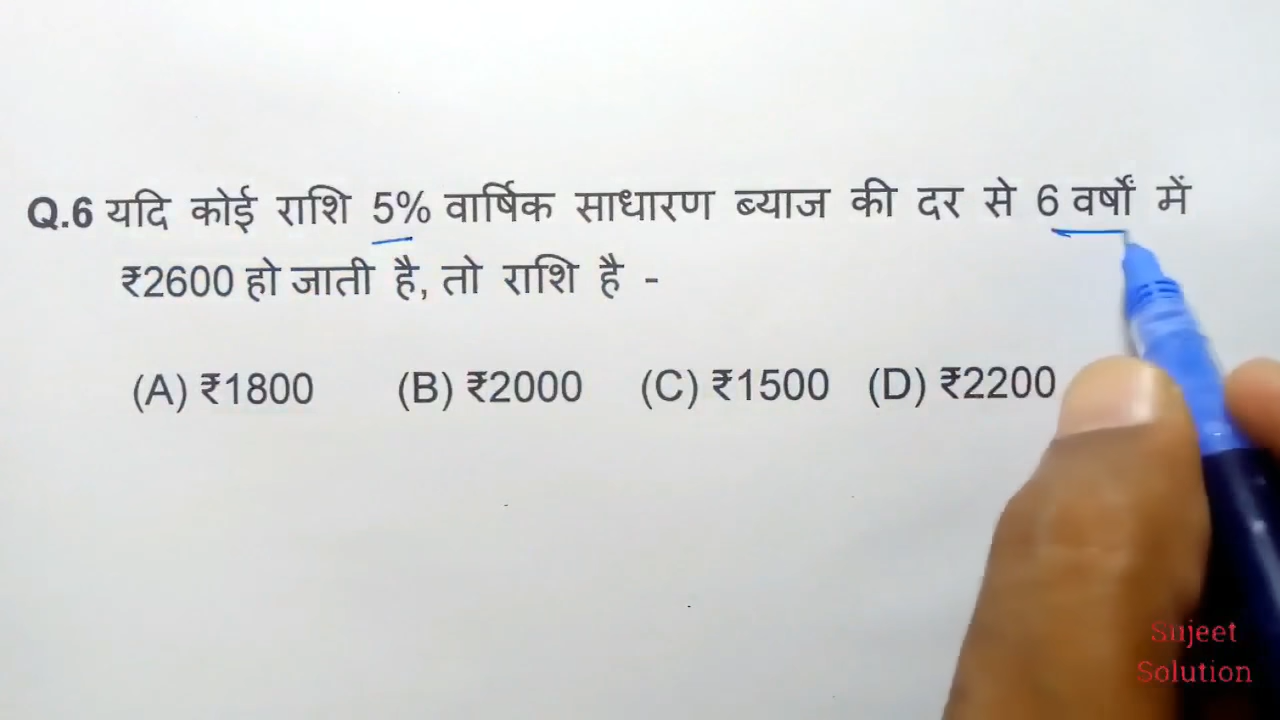 Q.6 यदि कोई राशि 5% वार्षिक साधारण ब्याज की दर से 6 वर्षों में
₹2600 हो जाती है, तो राशि है -
(A) ₹1800 (B) ₹2000 (C) ₹1500 (D) ₹2200
Sujeet
Solution